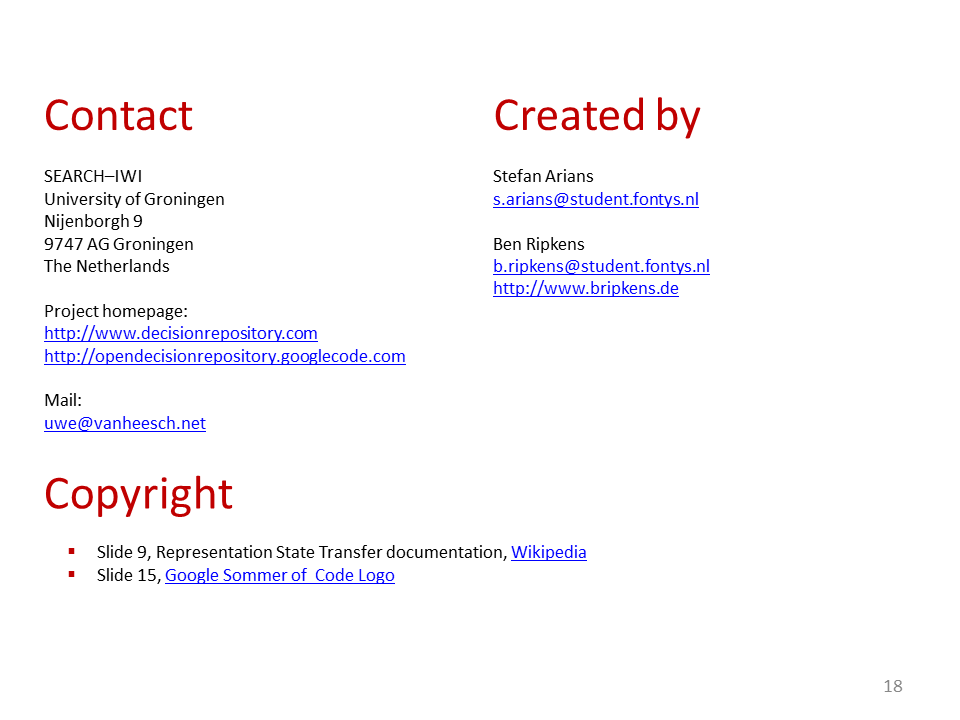 Contact
SEARCH–IWI
University of Groningen
Nijenborgh 9
9747 AG Groningen
The Netherlands
Project homepage:
http://www.decisionrepository.com
http://opendecisionrepository.googlecode.com
Mail:
uwe@vanheesch.net
Created by
Stefan Arians
s.arians@student.fontys.nl
Ben Ripkens
b.ripkens@student.fontys.nl
http://www.bripkens.de
Copyright
▪ Slide 9, Representation State Transfer documentation, Wikipedia
▪ Slide 15, Google Sommer of Code Logo
18